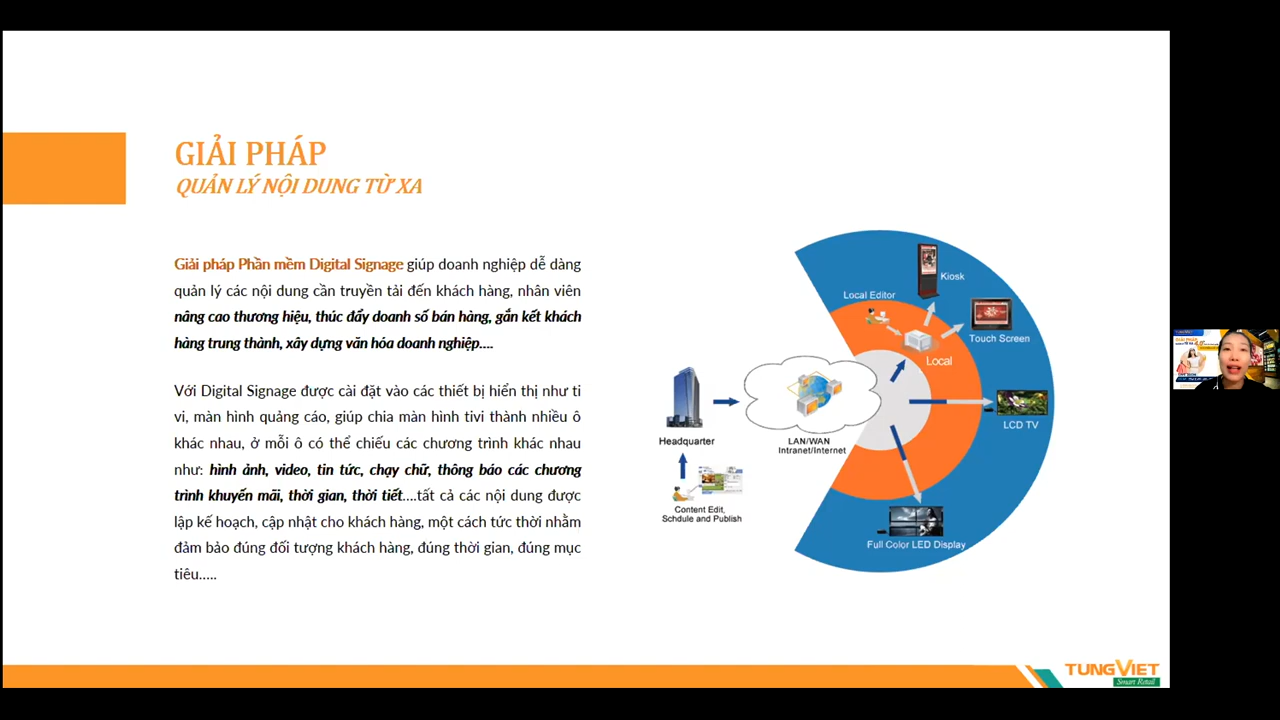 GIẢI PHÁP
QUẢN LÝ NỘI DUNG TỪ XA
Giải pháp Phần mềm Digital Signage giúp doanh nghiệp dễ dàng
quản lý các nội dung cần truyền tải đến khách hàng, nhân viên
nâng cao thương hiệu, thúc đẩy doanh số bán hàng, gắn kết khách
hàng trung thành, xây dựng văn hóa doanh nghiệp....
Với Digital Signage được cài đặt vào các thiết bị hiển thị như ti
vi, màn hình quảng cáo, giúp chia màn hình tivi thành nhiều ô
khác nhau, ở mỗi ô có thể chiếu các chương trình khác nhau
như: hình ảnh, video, tin tức, chạy chữ, thông báo các chương
trình khuyến mãi, thời gian, thời tiết....tất cả các nội dung được
lập kế hoạch, cập nhật cho khách hàng, một cách tức thời nhằm
đảm bảo đúng đối tượng khách hàng, đúng thời gian, đúng mục
tiêu.....
Kiosk
Local Editor
Touch Screen
Local
LCD TV
Headquarter
LAN/WAN
Intranet/Internet
Content Edit,
Schdule and Publish
Full Color LED Display
TUNGVIET
Smart Retail